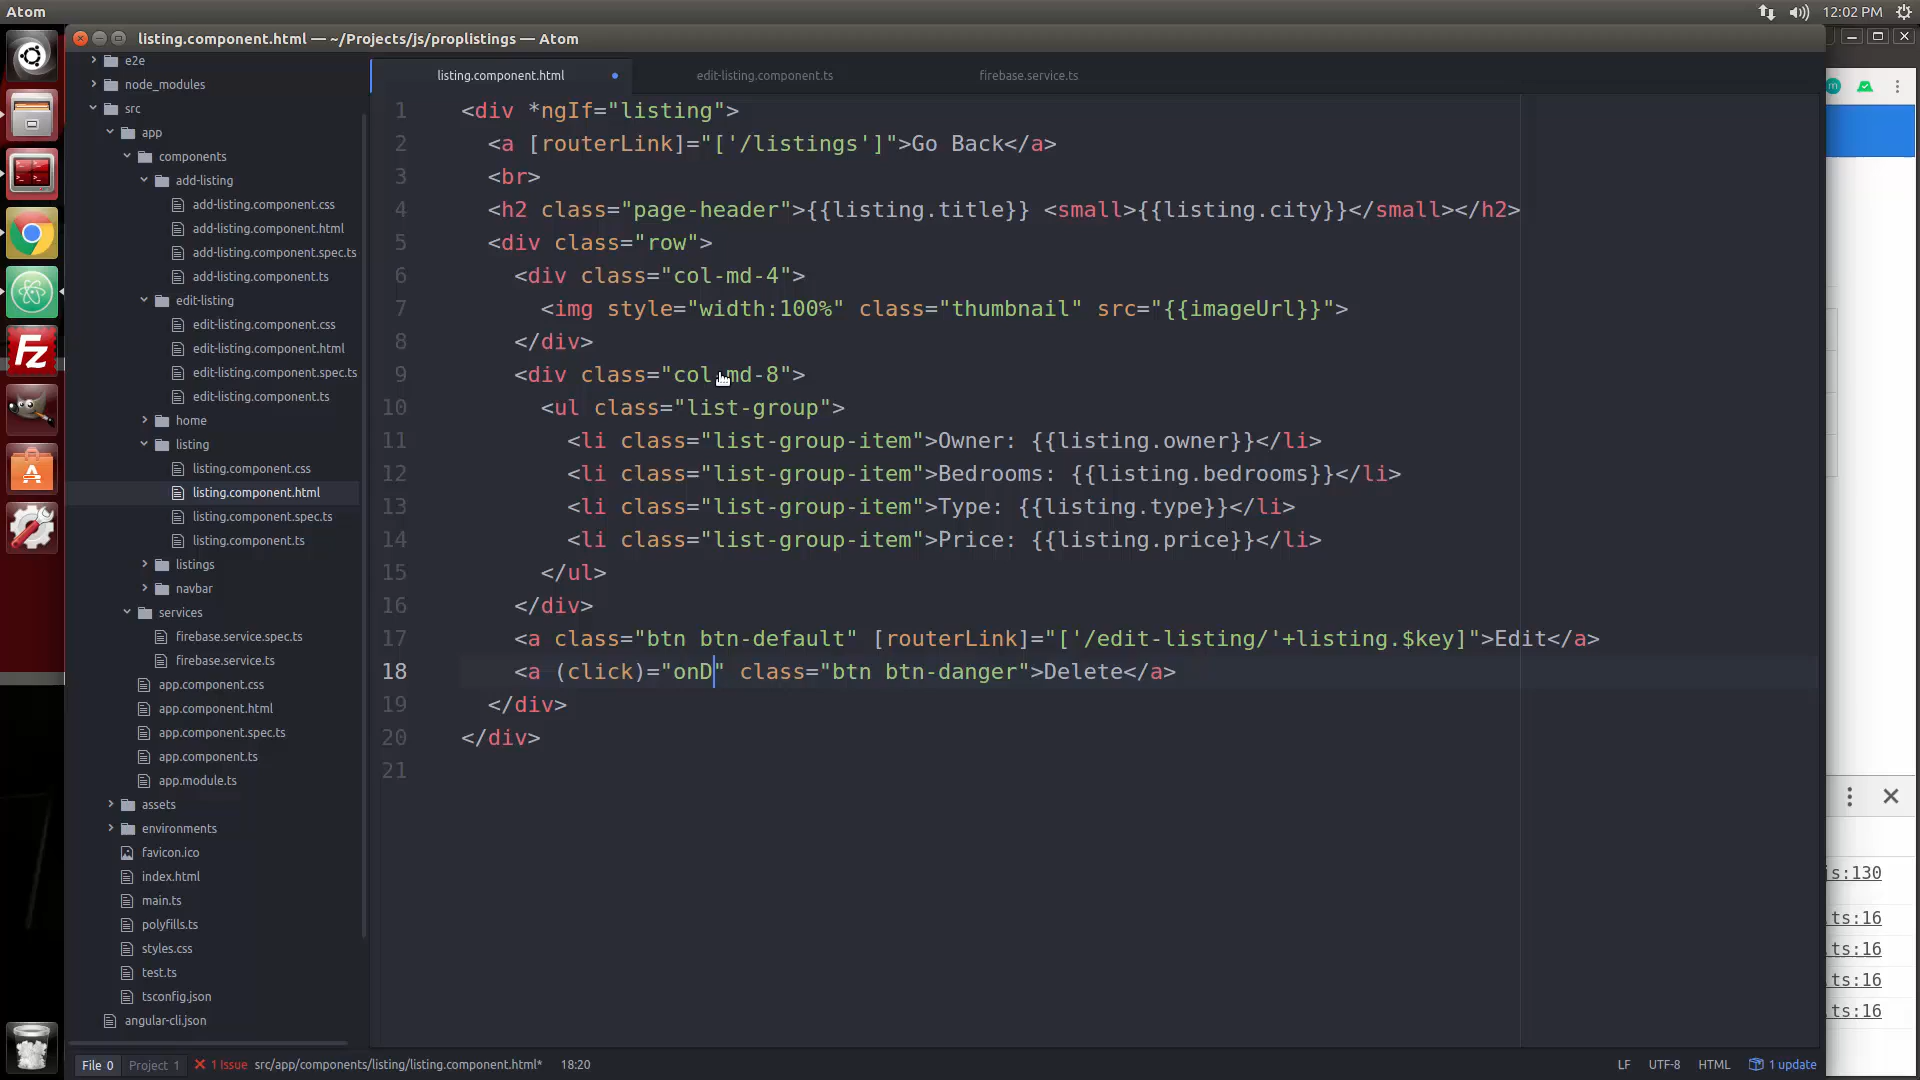 Atom
12:02 PM
listing.component.html — ~/Projects/js/proplistings — Atom
e2e
node_modules
src
app
components
add-listing
add-listing.component.css
add-listing.component.html
add-listing.component.spec.ts
add-listing.component.ts
edit-listing
edit-listing.component.css
edit-listing.component.html
edit-listing.component.spec.ts
edit-listing.component.ts
home
listing
listing.component.css
listing.component.html
listing.component.spec.ts
listing.component.ts
listings
navbar
services
firebase.service.spec.ts
firebase.service.ts
app.component.css
app.component.html
app.component.spec.ts
app.component.ts
app.module.ts
assets
environments
favicon.ico
index.html
main.ts
polyfills.ts
styles.css
test.ts
tsconfig.json
angular-cli.json
listing.component.html
edit-listing.component.ts
firebase.service.ts
1 <div *ngIf="listing">
2 <a [routerLink]="['/listings']">Go Back</a>
3 <br>
4 <h2 class="page-header">{{listing.title}} <small>{{listing.city}}</small></h2>
5 <div class="row">
6 <div class="col-md-4">
7 <img style="width:100%" class="thumbnail" src="{{imageUrl}}">
8 </div>
9 <div class="col-md-8">
10 <ul class="list-group">
11 <li class="list-group-item">Owner: {{listing.owner}}</li>
12 <li class="list-group-item">Bedrooms: {{listing.bedrooms}}</li>
13 <li class="list-group-item">Type: {{listing.type}}</li>
14 <li class="list-group-item">Price: {{listing.price}}</li>
15 </ul>
16 </div>
17 <a class="btn btn-default" [routerLink]="['/edit-listing/'+listing.$key]">Edit</a>
18 <a (click)="onD" class="btn btn-danger">Delete</a>
19 </div>
20 </div>
21
m
js:130
.ts:16
.ts:16
.ts:16
.ts:16
File 0 Project 1 1 Issue src/app/components/listing/listing.component.html* 18:20
LF UTF-8 HTML 1 update